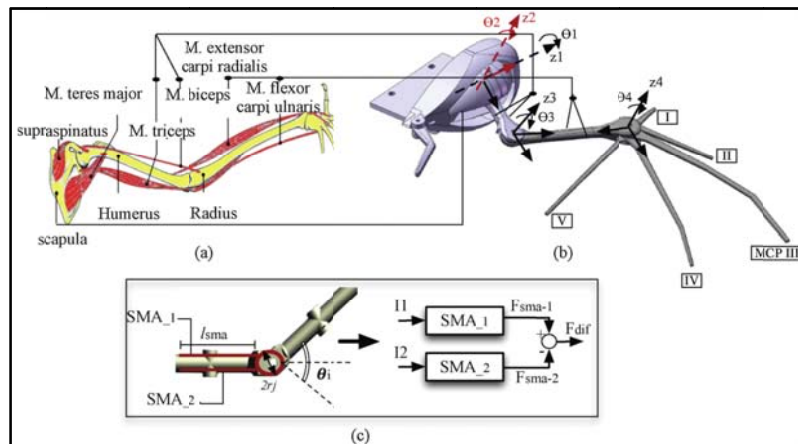 M. extensor
carpi radialis
M. teres major
M. biceps
M. flexor
carpi ulnaris
supraspinatus
M. triceps
Humerus
Radius
scapula
(a)
Θ2
z2
Θ1
z1
z3
Θ3
Θ4
z4
I
II
V
IV
MCP III
(b)
SMA_1
lsma
SMA_2
2rj
θi
I1
SMA_1
Fsma-1
+
-
Fdif
I2
SMA_2
Fsma-2
(c)